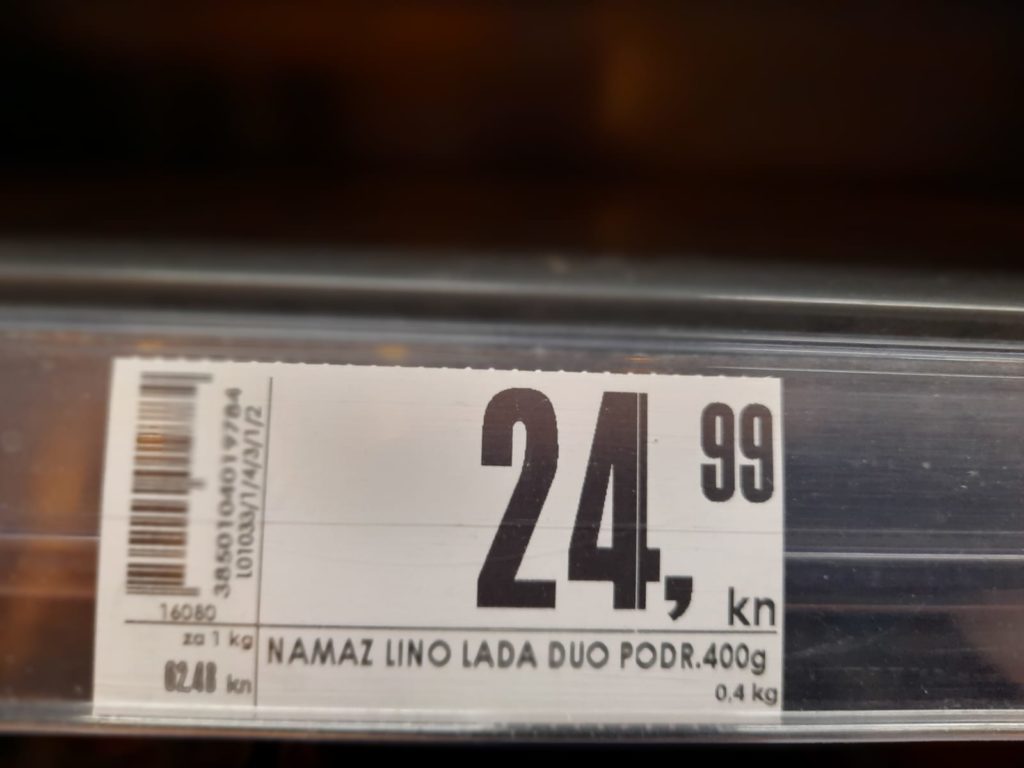 24,99 kn
3850104019784
L01033/1/4/3/1/2
16080
za 1 kg
62.48 kn
NAMAZ LINO LADA DUO PODR.400g
0,4 kg